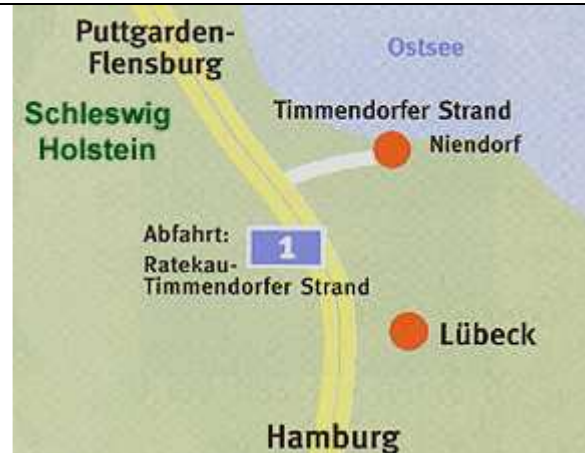 Puttgarden-
Flensburg
Ostsee
Schleswig
Holstein
Timmendorfer Strand
Niendorf
Abfahrt:
1
Ratekau-
Timmendorfer Strand
Lübeck
Hamburg